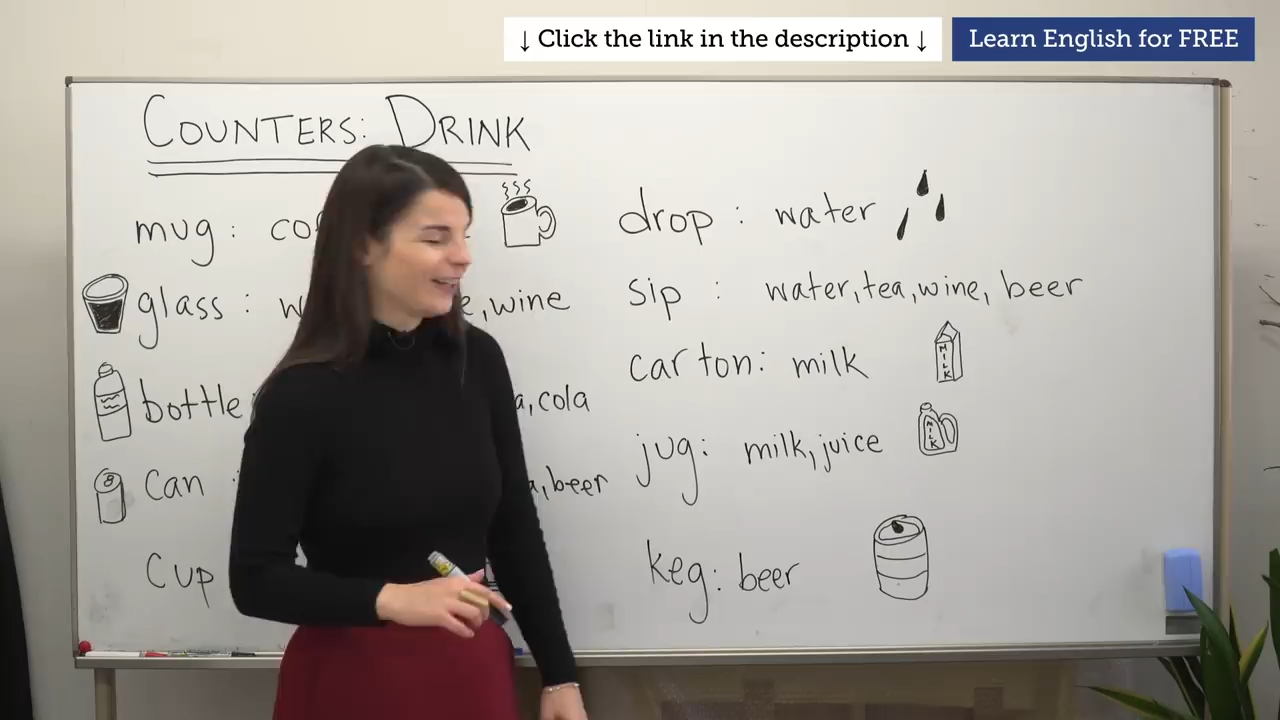 ↓ Click the link in the description ↓
Learn English for FREE
COUNTERS: DRINK
mug:
glass: ,wine
bottle ,cola
can : ,beer
cup
drop: water
sip : water, tea, wine, beer
carton: milk
MILK
jug: milk, juice
MILK
keg: beer